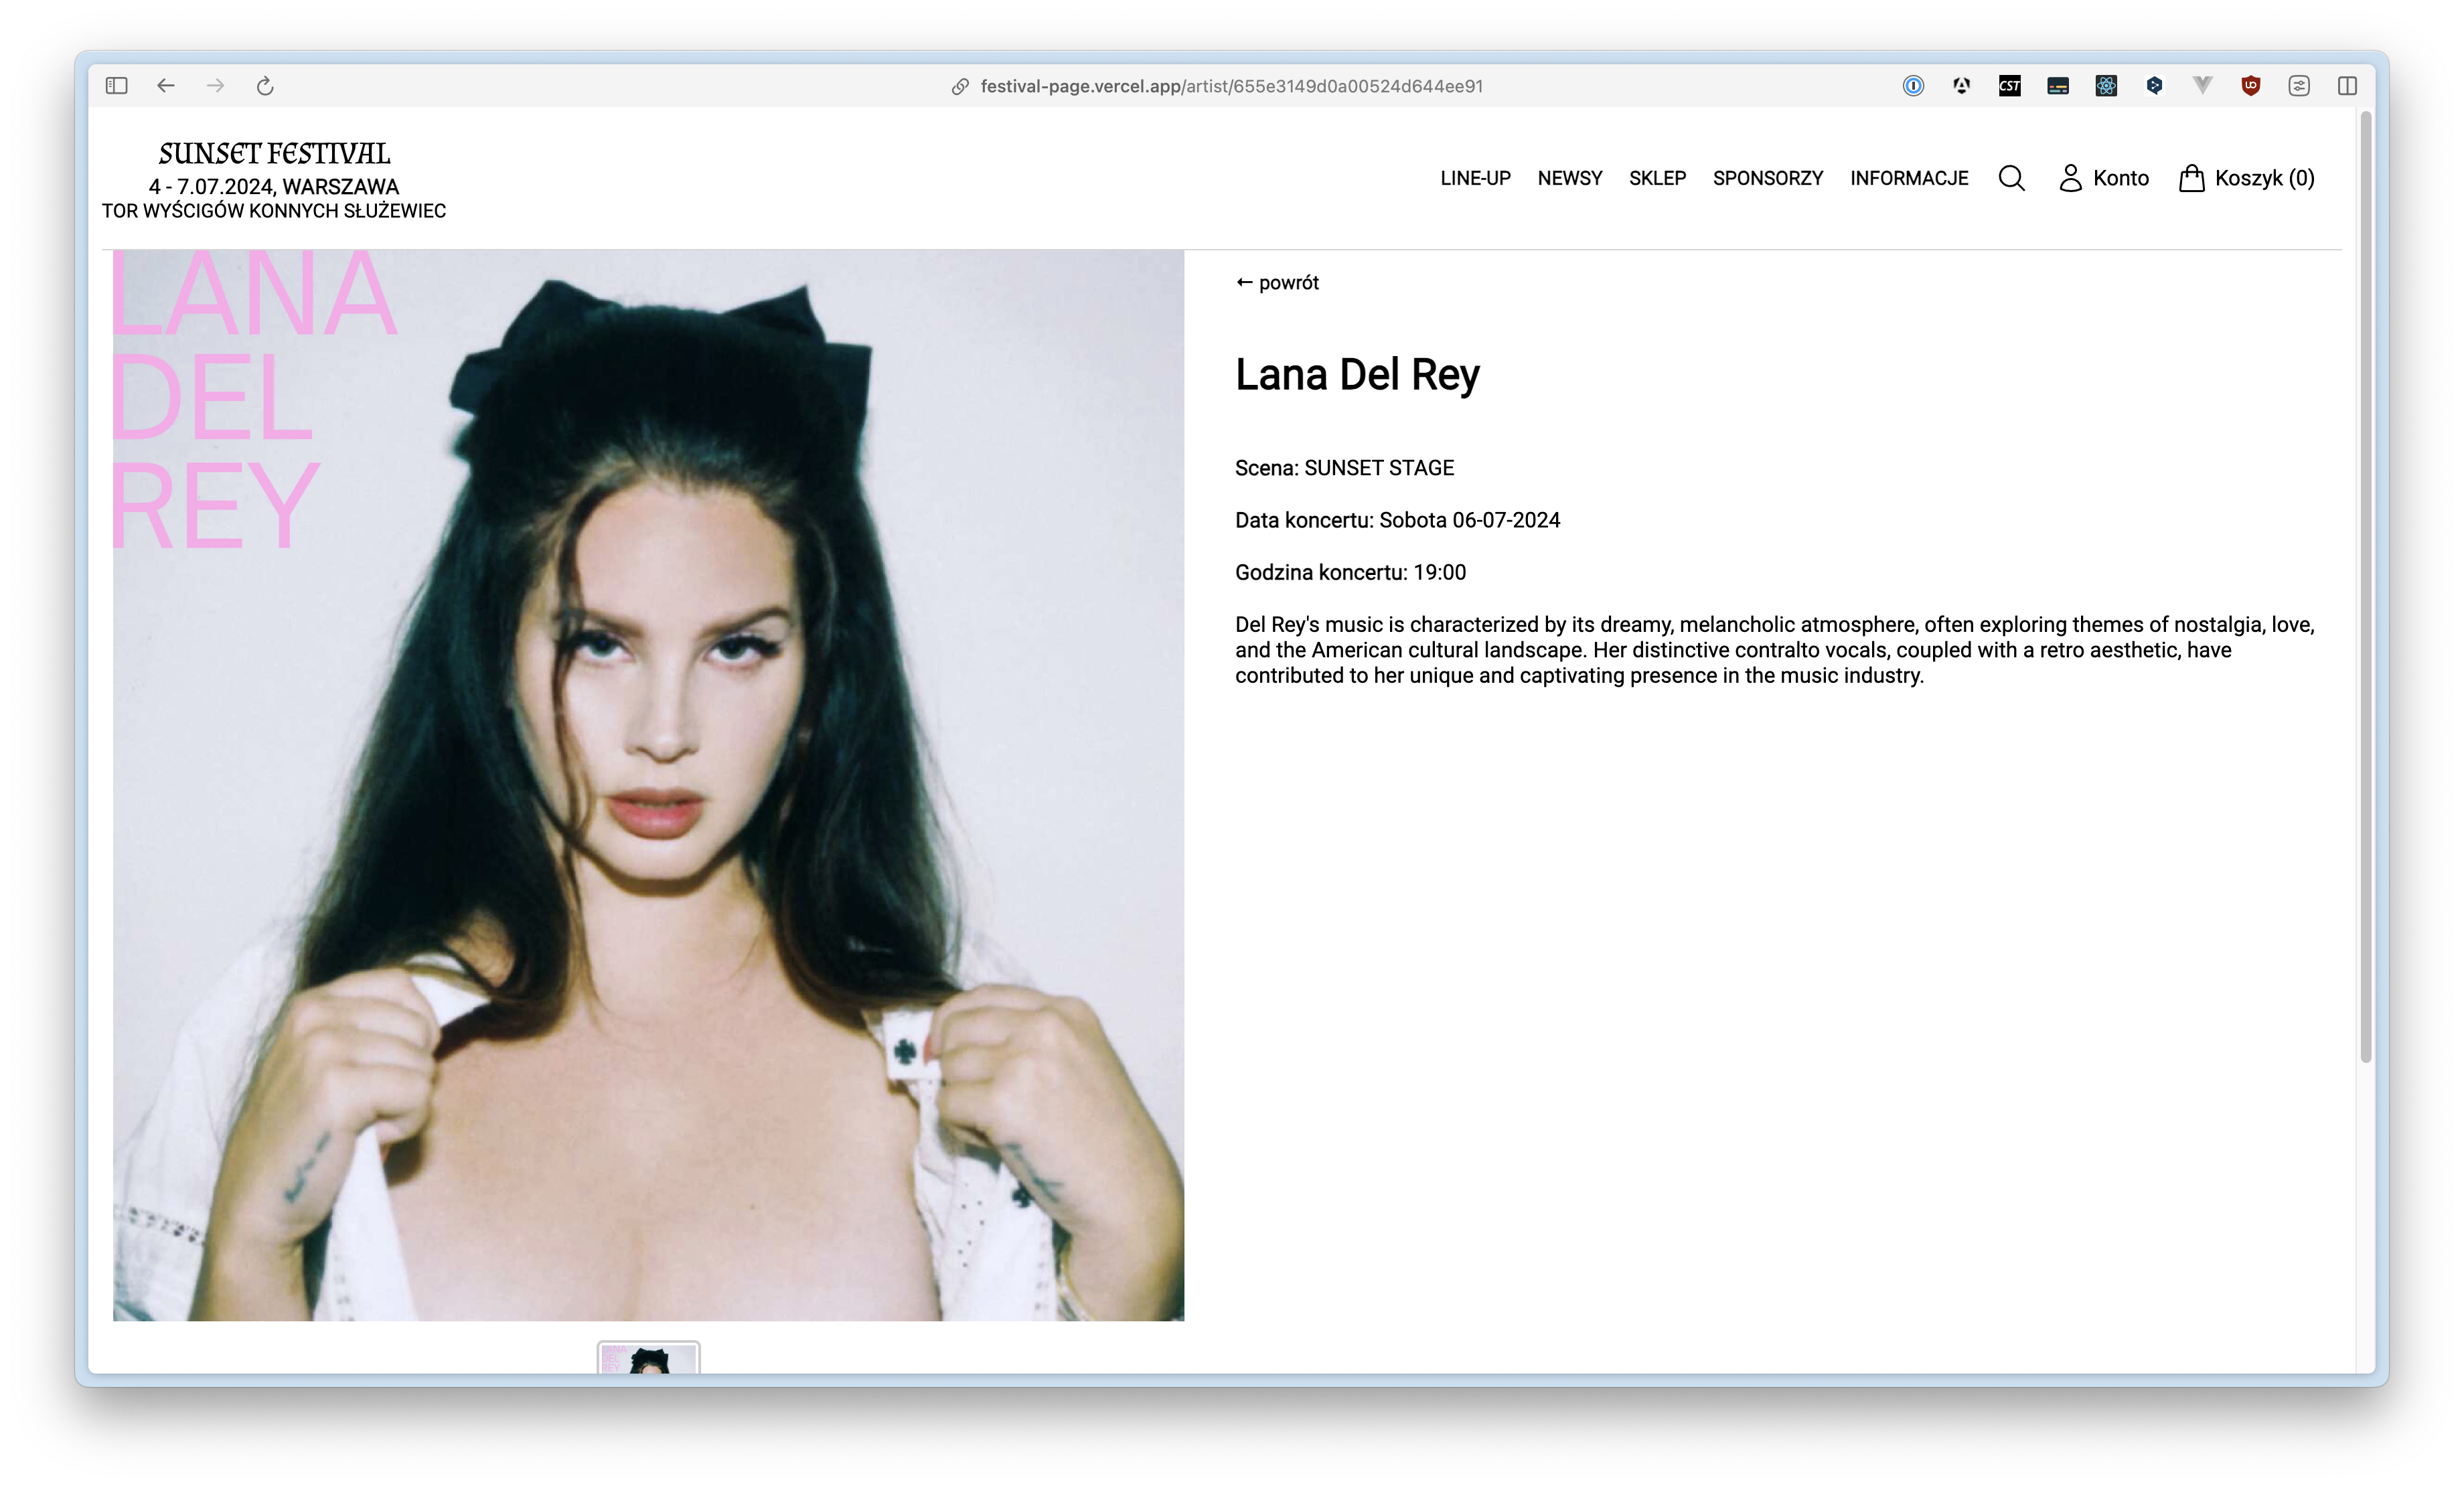 festival-page.vercel.app/artist/655e3149d0a00524d644ee91
CST
SUNSET FESTIVAL
4 - 7.07.2024, WARSZAWA
TOR WYŚCIGÓW KONNYCH SŁUŻEWIEC
LINE-UP NEWSY SKLEP SPONSORZY INFORMACJE Konto Koszyk (0)
LANA
DEL
REY
← powrót
Lana Del Rey
Scena: SUNSET STAGE
Data koncertu: Sobota 06-07-2024
Godzina koncertu: 19:00
Del Rey's music is characterized by its dreamy, melancholic atmosphere, often exploring themes of nostalgia, love,
and the American cultural landscape. Her distinctive contralto vocals, coupled with a retro aesthetic, have
contributed to her unique and captivating presence in the music industry.
LANA
DEL
REY